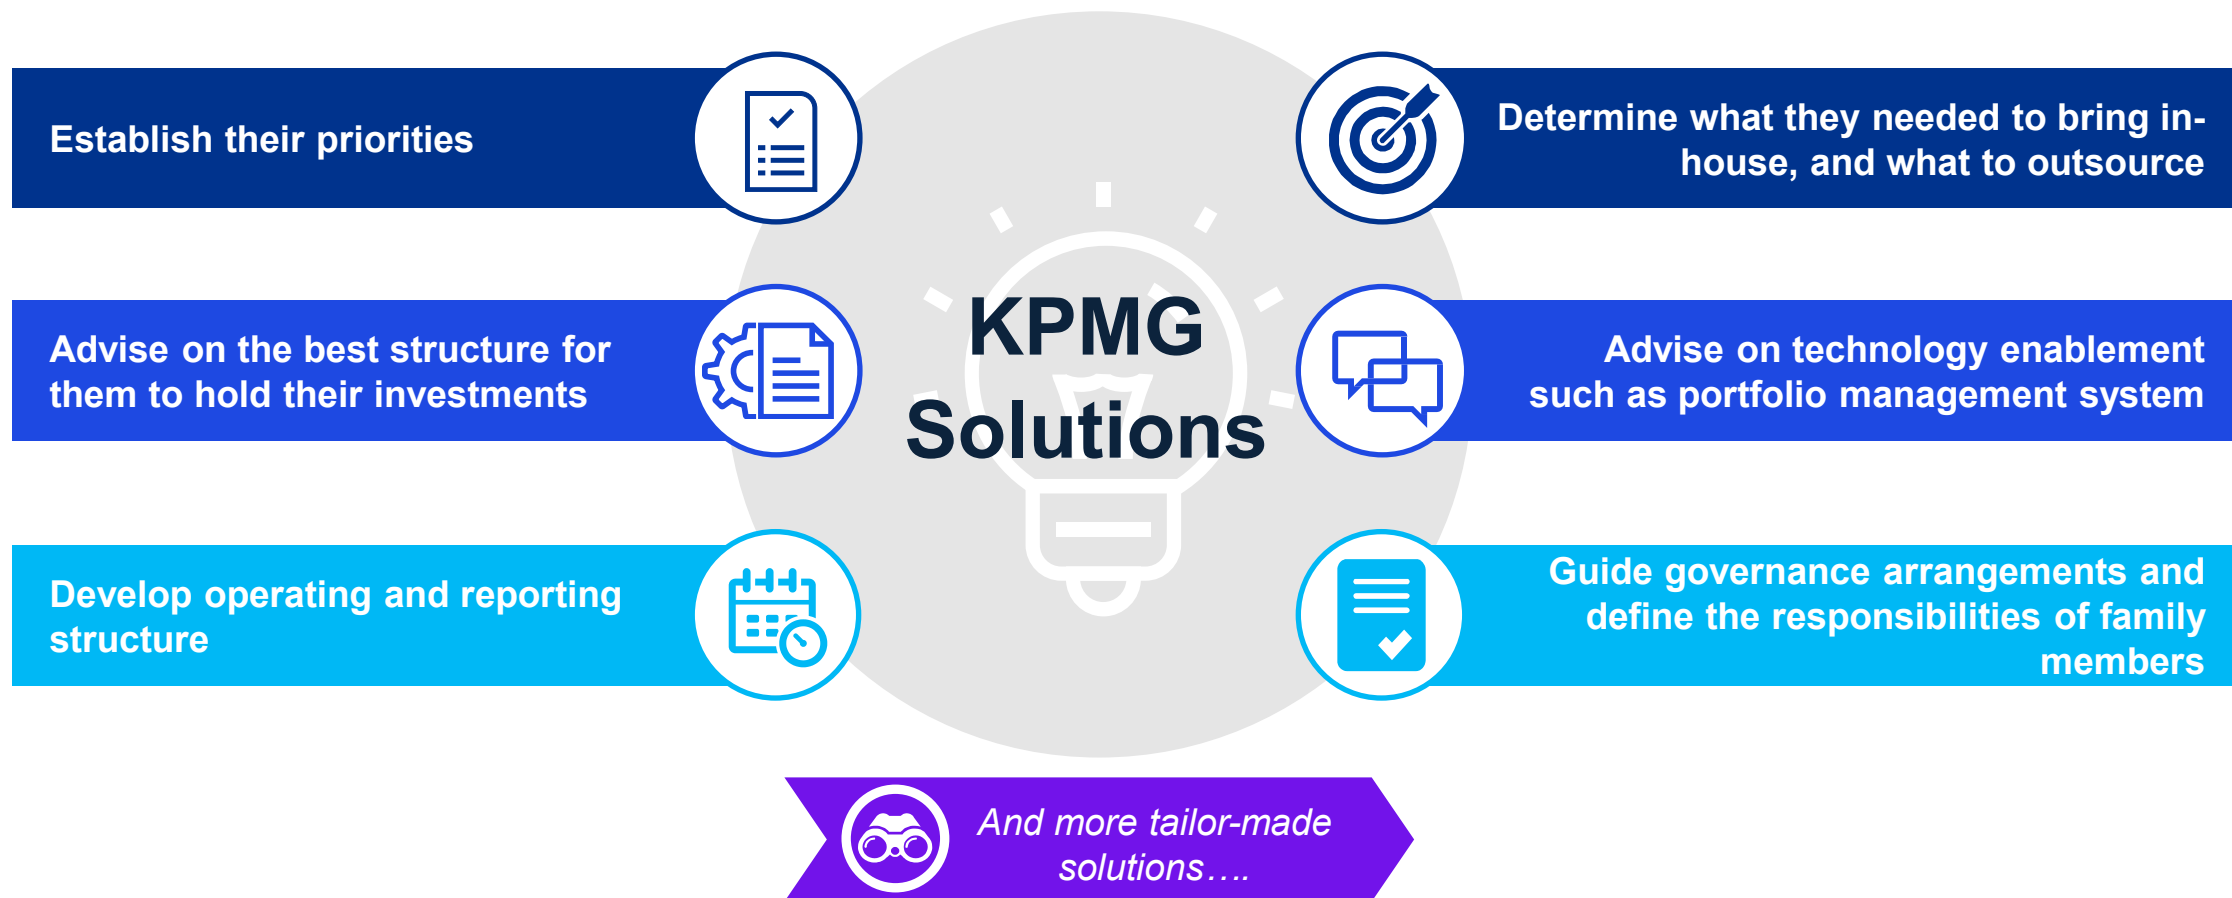 Establish their priorities
Advise on the best structure for
them to hold their investments
Develop operating and reporting
structure
KPMG
Solutions
Determine what they needed to bring in-
house, and what to outsource
Advise on technology enablement
such as portfolio management system
Guide governance arrangements and
define the responsibilities of family
members
And more tailor-made
solutions….